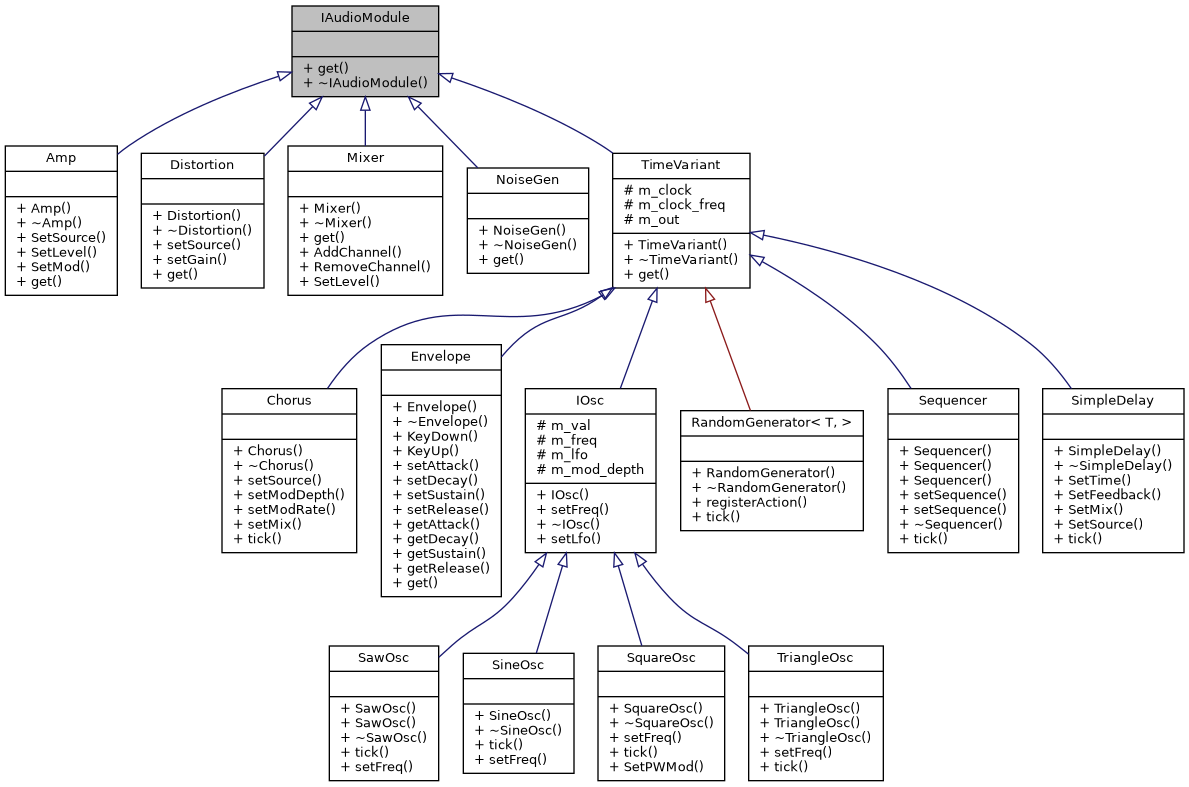 IAudioModule
+ get()
+ ~IAudioModule()
Amp
+ Amp()
+ ~Amp()
+ SetSource()
+ SetLevel()
+ SetMod()
+ get()
Distortion
+ Distortion()
+ ~Distortion()
+ setSource()
+ setGain()
+ get()
Mixer
+ Mixer()
+ ~Mixer()
+ get()
+ AddChannel()
+ RemoveChannel()
+ SetLevel()
NoiseGen
+ NoiseGen()
+ ~NoiseGen()
+ get()
TimeVariant
# m_clock
# m_clock_freq
# m_out
+ TimeVariant()
+ ~TimeVariant()
+ get()
Chorus
+ Chorus()
+ ~Chorus()
+ setSource()
+ setModDepth()
+ setModRate()
+ setMix()
+ tick()
Envelope
+ Envelope()
+ ~Envelope()
+ KeyDown()
+ KeyUp()
+ setAttack()
+ setDecay()
+ setSustain()
+ setRelease()
+ getAttack()
+ getDecay()
+ getSustain()
+ getRelease()
+ get()
IOsc
# m_val
# m_freq
# m_lfo
# m_mod_depth
+ IOsc()
+ setFreq()
+ ~IOsc()
+ setLfo()
RandomGenerator< T, >
+ RandomGenerator()
+ ~RandomGenerator()
+ registerAction()
+ tick()
Sequencer
+ Sequencer()
+ Sequencer()
+ Sequencer()
+ setSequence()
+ setSequence()
+ ~Sequencer()
+ tick()
SimpleDelay
+ SimpleDelay()
+ ~SimpleDelay()
+ SetTime()
+ SetFeedback()
+ SetMix()
+ SetSource()
+ tick()
SawOsc
+ SawOsc()
+ SawOsc()
+ ~SawOsc()
+ tick()
+ setFreq()
SineOsc
+ SineOsc()
+ ~SineOsc()
+ tick()
+ setFreq()
SquareOsc
+ SquareOsc()
+ ~SquareOsc()
+ setFreq()
+ tick()
+ SetPWMod()
TriangleOsc
+ TriangleOsc()
+ TriangleOsc()
+ ~TriangleOsc()
+ setFreq()
+ tick()